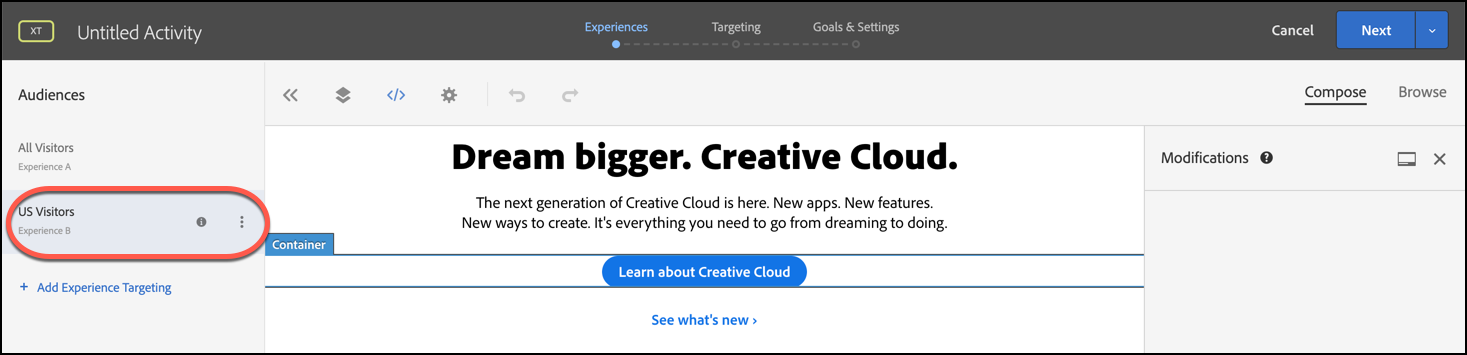 XT
Untitled Activity
Experiences
Targeting
Goals & Settings
Cancel
Next
Audiences
</>
Compose
Browse
All Visitors
Experience A
US Visitors
Experience B
+ Add Experience Targeting
Dream bigger. Creative Cloud.
The next generation of Creative Cloud is here. New apps. New features.
New ways to create. It's everything you need to go from dreaming to doing.
Container
Learn about Creative Cloud
See what's new ›
Modifications